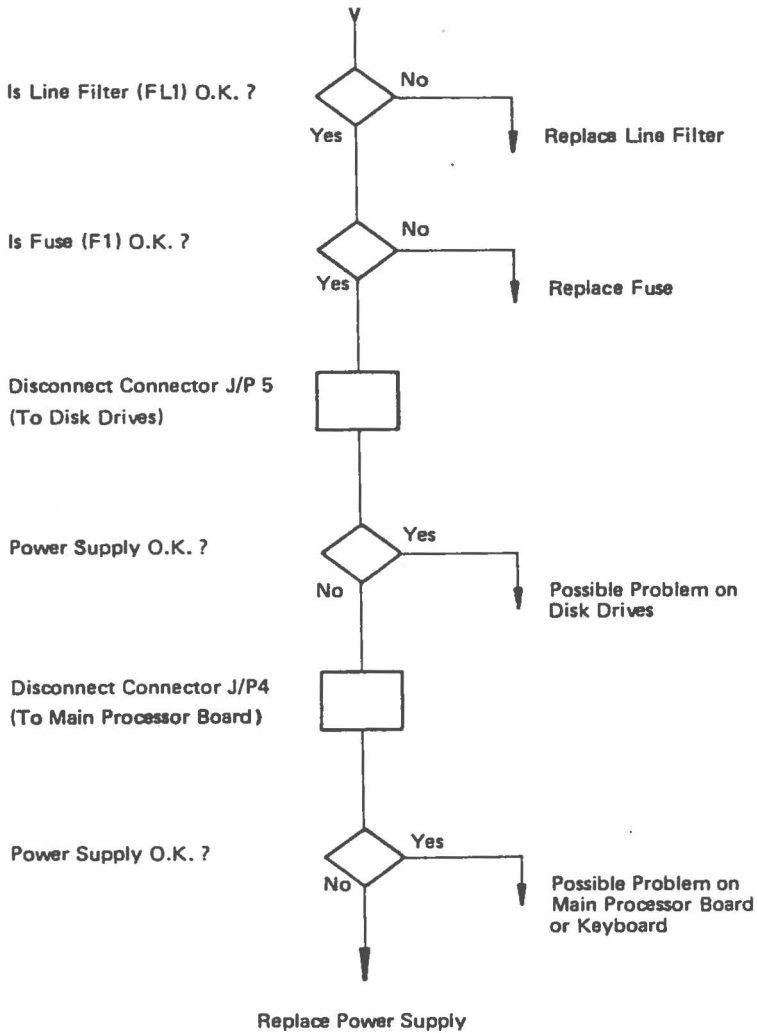 Is Line Filter (FL1) O.K. ?
No
Yes
Replace Line Filter
Is Fuse (F1) O.K. ?
No
Yes
Replace Fuse
Disconnect Connector J/P 5
(To Disk Drives)
Power Supply O.K. ?
Yes
No
Possible Problem on
Disk Drives
Disconnect Connector J/P4
(To Main Processor Board)
Power Supply O.K. ?
Yes
No
Possible Problem on
Main Processor Board
or Keyboard
Replace Power Supply